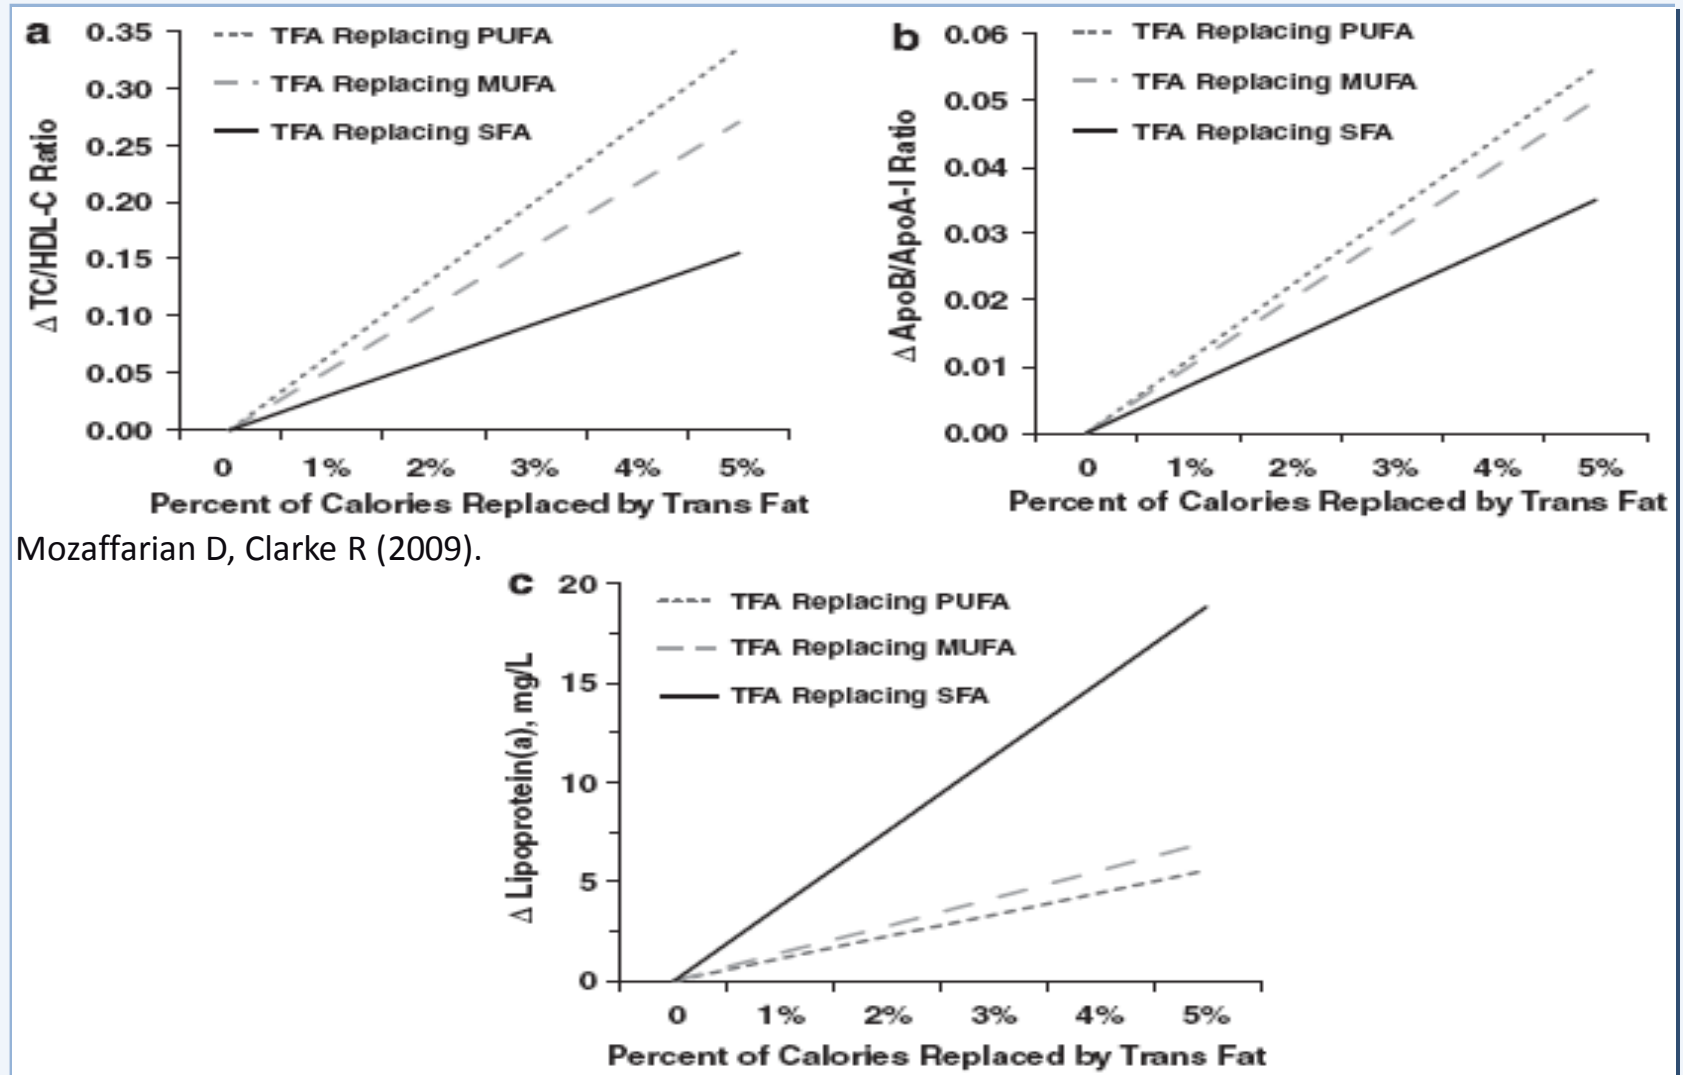 a
0.35
0.30
0.25
0.20
0.15
0.10
0.05
0.00
Δ TC/HDL-C Ratio
TFA Replacing PUFA
TFA Replacing MUFA
TFA Replacing SFA
0 1% 2% 3% 4% 5%
Percent of Calories Replaced by Trans Fat
b
0.06
0.05
0.04
0.03
0.02
0.01
0.00
Δ ApoB/ApoA-I Ratio
TFA Replacing PUFA
TFA Replacing MUFA
TFA Replacing SFA
0 1% 2% 3% 4% 5%
Percent of Calories Replaced by Trans Fat
Mozaffarian D, Clarke R (2009).
c
20
15
10
5
0
Δ Lipoprotein(a), mg/L
TFA Replacing PUFA
TFA Replacing MUFA
TFA Replacing SFA
0 1% 2% 3% 4% 5%
Percent of Calories Replaced by Trans Fat